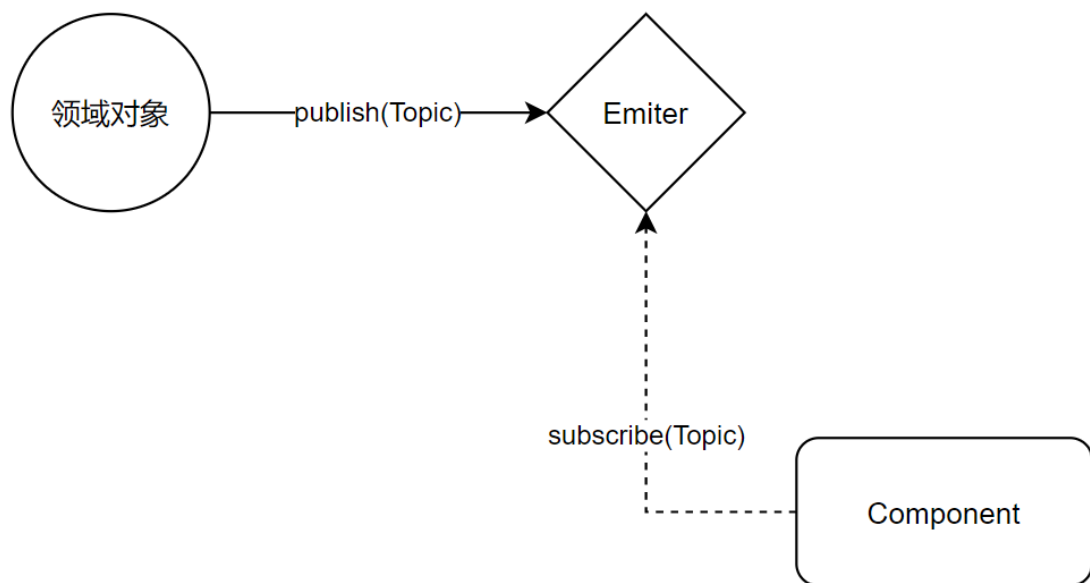 领域对象
publish(Topic)
Emiter
subscribe(Topic)
Component